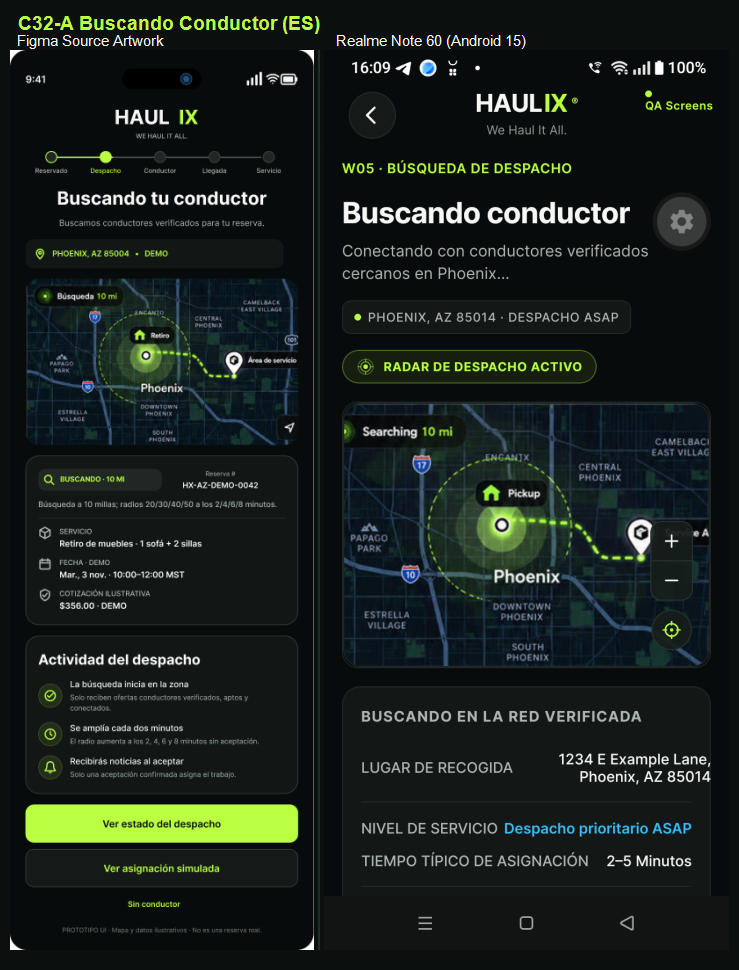 C32-A Buscando Conductor (ES)
Figma Source Artwork
9:41
HAUL IX
WE HAUL IT ALL.
Reservado
Despacho
Conductor
Llegada
Servicio
Buscando tu conductor
Buscamos conductores verificados para tu reserva.
PHOENIX, AZ 85004 • DEMO
Búsqueda 10 mi
CAMELBACK
EAST VILLAGE
17
ENCANTO
CENTRAL
PHOENIX
101
Retiro
PAPAGO
PARK
Área de servicio
10
Phoenix
ESTRELLA
VILLAGE
DOWNTOWN
PHOENIX
SOUTH
PHOENIX
BUSCANDO · 10 MI
Reserva #
HX-AZ-DEMO-0042
Búsqueda a 10 millas; radios 20/30/40/50 a los 2/4/6/8 minutos.
SERVICIO
Retiro de muebles · 1 sofá + 2 sillas
FECHA · DEMO
Mar., 3 nov. · 10:00–12:00 MST
COTIZACIÓN ILUSTRATIVA
$356.00 · DEMO
Actividad del despacho
La búsqueda inicia en la zona
Solo reciben ofertas conductores verificados, aptos y
conectados.
Se amplía cada dos minutos
El radio aumenta a los 2, 4, 6 y 8 minutos sin aceptación.
Recibirás noticias al aceptar
Solo una aceptación confirmada asigna el trabajo.
Ver estado del despacho
Ver asignación simulada
Sin conductor
PROTOTIPO UI · Mapa y datos ilustrativos · No es una reserva real.
Realme Note 60 (Android 15)
16:09
100%
HAULIX ®
We Haul It All.
QA Screens
W05 · BÚSQUEDA DE DESPACHO
Buscando conductor
Conectando con conductores verificados
cercanos en Phoenix...
PHOENIX, AZ 85014 · DESPACHO ASAP
RADAR DE DESPACHO ACTIVO
Searching 10 mi
CAMELBACK
EAST VILLAG
17
ENCANTX
CENTRAL
PHOENIX
Pickup
PAPAGO
PARK
e A
+
−
10
Phoenix
ESTRELLA
VILLAGE
DOWNTOWN
PHOENIX
SOUTH
PHOENIX
BUSCANDO EN LA RED VERIFICADA
LUGAR DE RECOGIDA
1234 E Example Lane,
Phoenix, AZ 85014
NIVEL DE SERVICIO Despacho prioritario ASAP
TIEMPO TÍPICO DE ASIGNACIÓN 2–5 Minutos